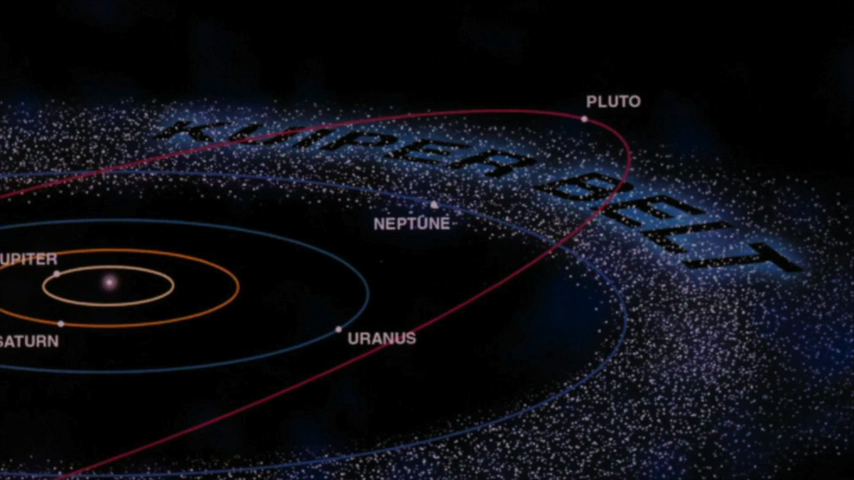 PLUTO
KUIPER BELT
NEPTUNE
UPITER
URANUS
SATURN